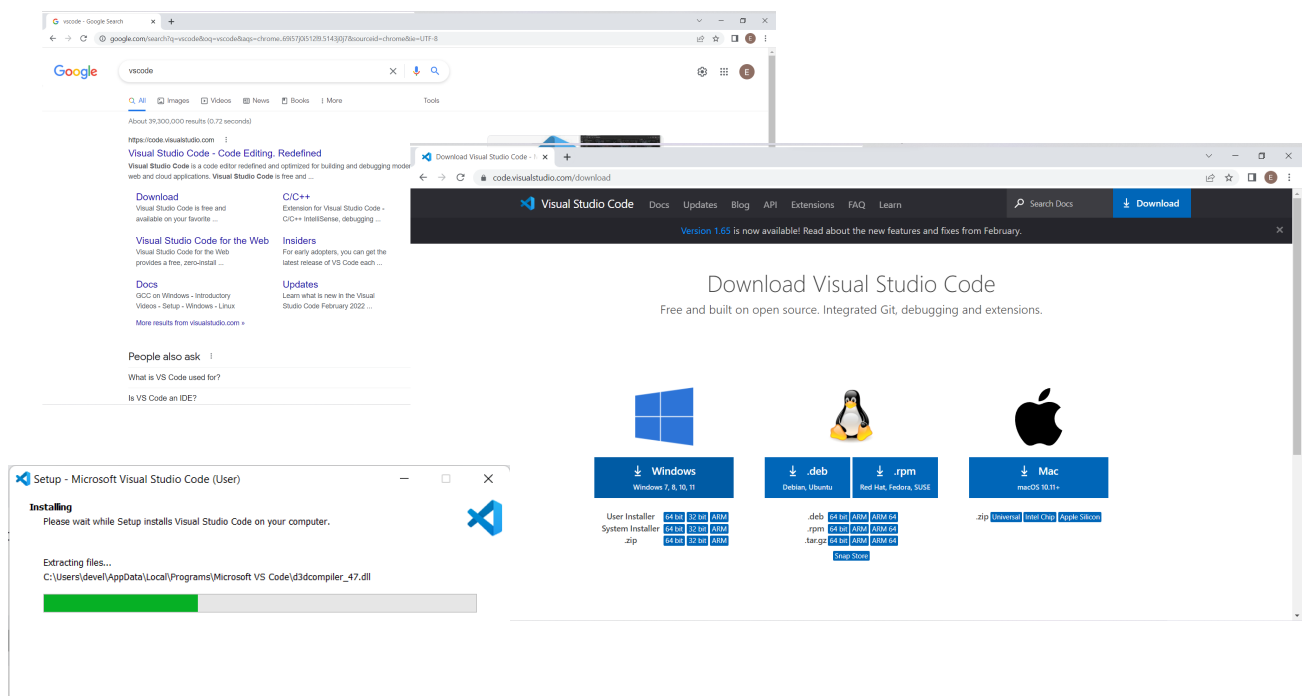 vscode - Google Search
google.com/search?q=vscode&oq=vscode&aqs=chrome..69i57j0i512l9.5143j0j7&sourceid=chrome&ie=UTF-8
Google
vscode
E
All Images Videos News Books More Tools
About 39,300,000 results (0.72 seconds)
https://code.visualstudio.com
Visual Studio Code - Code Editing. Redefined
Visual Studio Code is a code editor redefined and optimized for building and debugging moder
web and cloud applications. Visual Studio Code is free and ...
Download
Visual Studio Code is free and
available on your favorite ...
C/C++
Extension for Visual Studio Code -
C/C++ IntelliSense, debugging ...
Visual Studio Code for the Web
Visual Studio Code for the Web
provides a free, zero-install ...
Insiders
For early adopters, you can get the
latest release of VS Code each ...
Docs
GCC on Windows - Introductory
Videos - Setup - Windows - Linux
Updates
Learn what is new in the Visual
Studio Code February 2022 ...
More results from visualstudio.com »
People also ask
What is VS Code used for?
Is VS Code an IDE?
Download Visual Studio Code -
code.visualstudio.com/download
E
Visual Studio Code Docs Updates Blog API Extensions FAQ Learn Search Docs Download
Version 1.65 is now available! Read about the new features and fixes from February.
Download Visual Studio Code
Free and built on open source. Integrated Git, debugging and extensions.
Windows
Windows 7, 8, 10, 11
User Installer 64 bit 32 bit ARM
System Installer 64 bit 32 bit ARM
.zip 64 bit 32 bit ARM
.deb
Debian, Ubuntu
.rpm
Red Hat, Fedora, SUSE
.deb 64 bit ARM ARM 64
.rpm 64 bit ARM ARM 64
.tar.gz 64 bit ARM ARM 64
Snap Store
Mac
macOS 10.11+
.zip Universal Intel Chip Apple Silicon
Setup - Microsoft Visual Studio Code (User)
Installing
Please wait while Setup installs Visual Studio Code on your computer.
Extracting files...
C:\Users\devel\AppData\Local\Programs\Microsoft VS Code\d3dcompiler_47.dll